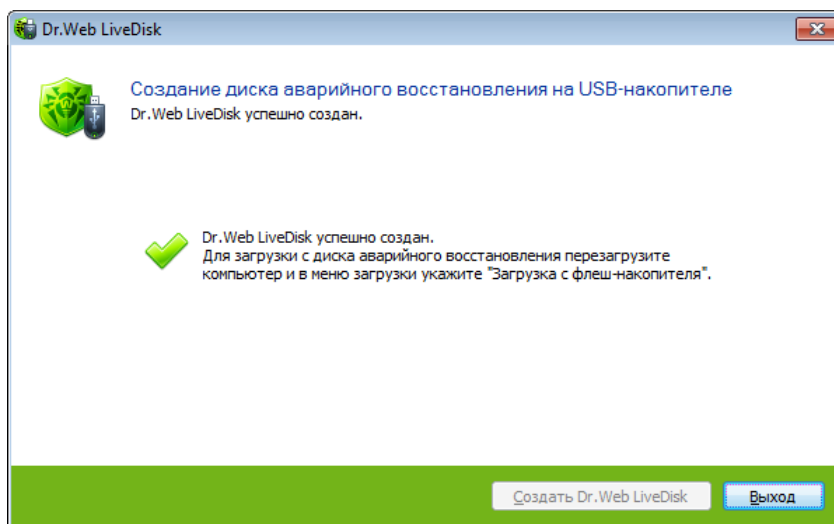 Dr.Web LiveDisk
Создание диска аварийного восстановления на USB-накопителе
Dr.Web LiveDisk успешно создан.
Dr.Web LiveDisk успешно создан.
Для загрузки с диска аварийного восстановления перезагрузите
компьютер и в меню загрузки укажите "Загрузка с флеш-накопителя".
Создать Dr.Web LiveDisk
Выход